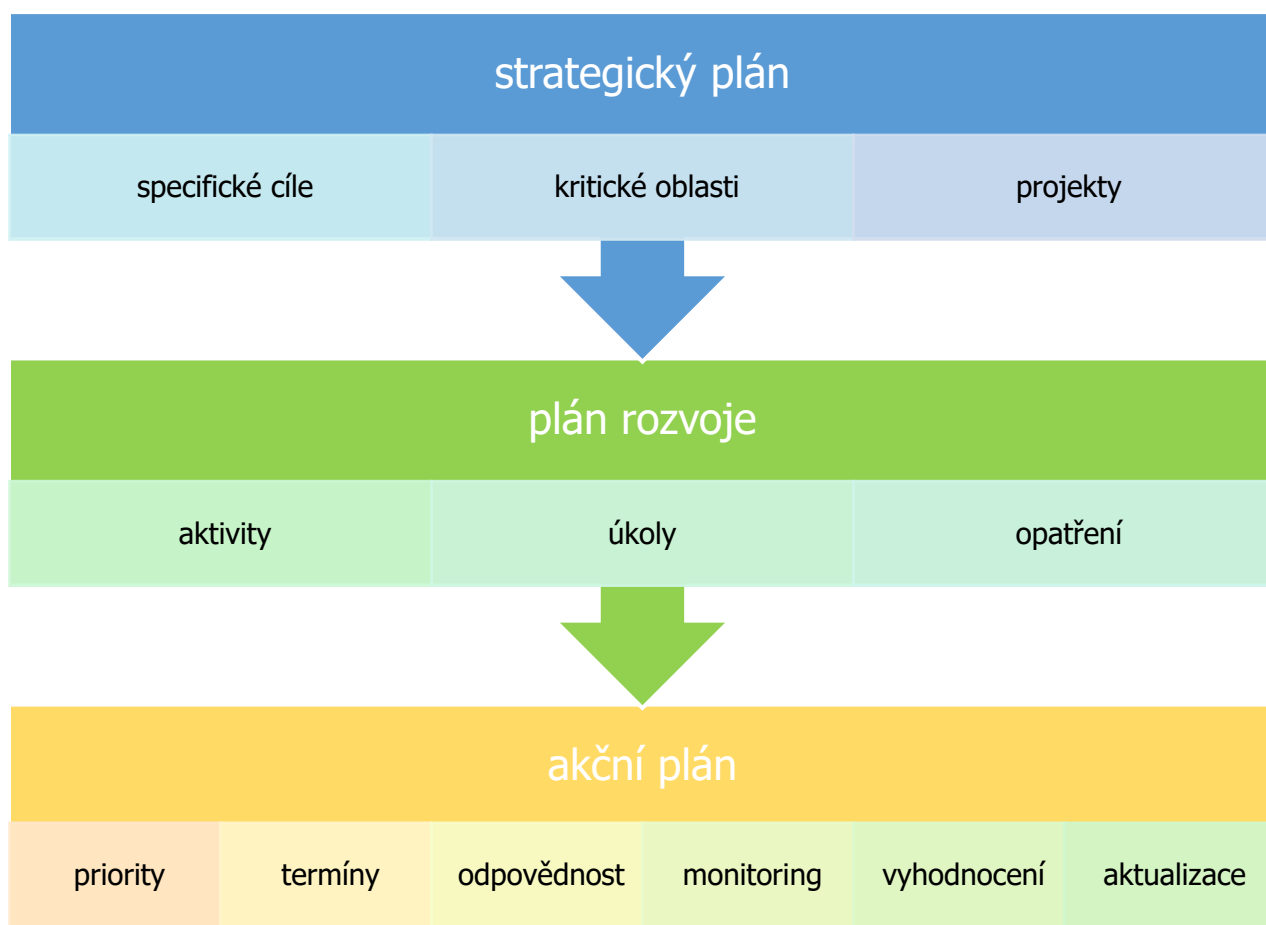 strategický plán
specifické cíle
kritické oblasti
projekty
plán rozvoje
aktivity
úkoly
opatření
akční plán
priority
termíny
odpovědnost
monitoring
vyhodnocení
aktualizace